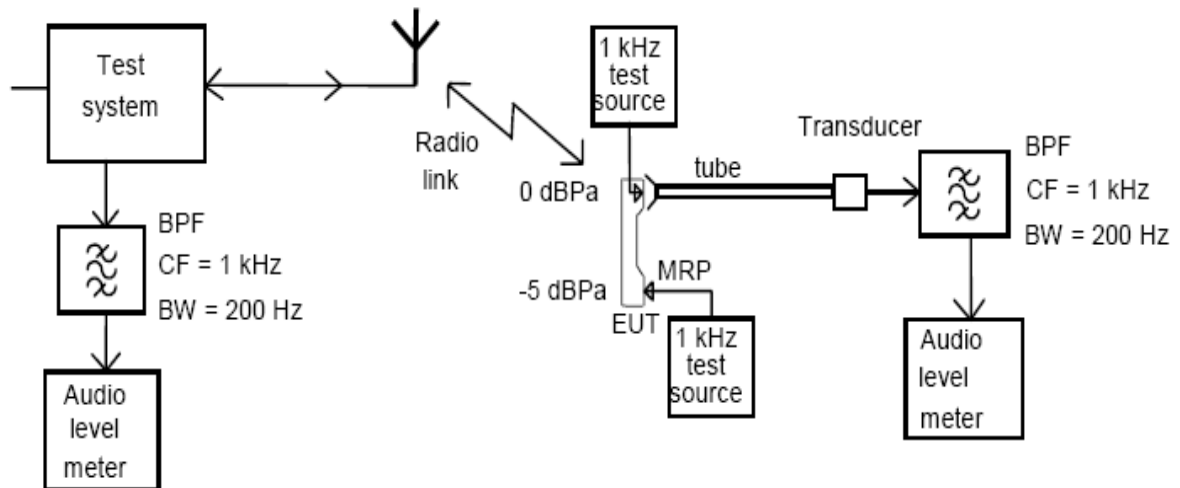 Test
system
BPF
CF = 1 kHz
BW = 200 Hz
Audio
level
meter
Radio
link
1 kHz
test
source
0 dBPa
tube
Transducer
-5 dBPa
MRP
EUT
1 kHz
test
source
BPF
CF = 1 kHz
BW = 200 Hz
Audio
level
meter